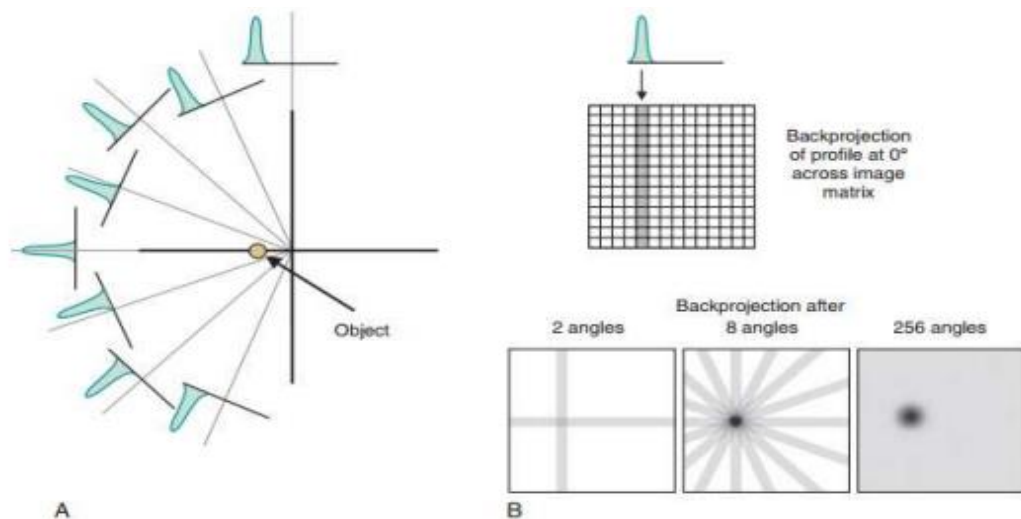 Object
A
Backprojection
of profile at 0°
across image
matrix
Backprojection after
2 angles 8 angles 256 angles
B